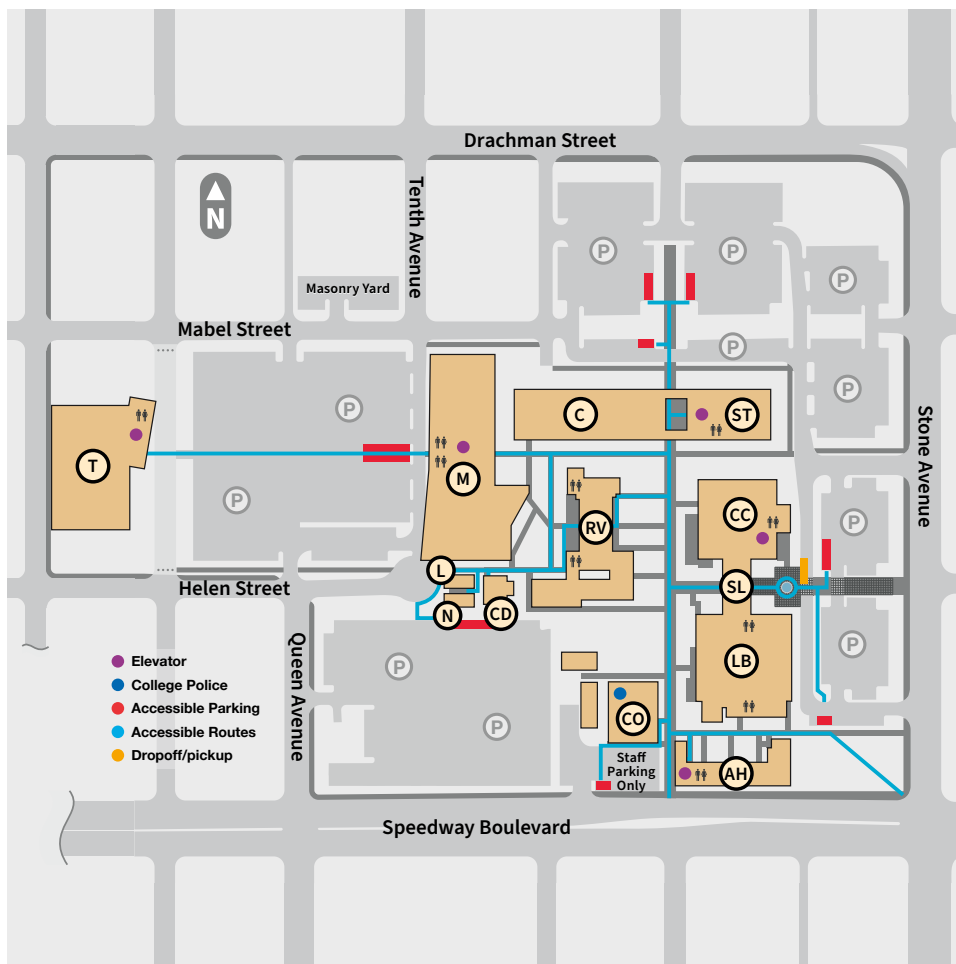 Drachman Street
Tenth Avenue
N
P
P
P
Masonry Yard
Mabel Street
P
P
P
C
ST
Stone Avenue
T
M
P
RV
CC
P
L
SL
Helen Street
N
CD
P
LB
P
Queen Avenue
Elevator
College Police
Accessible Parking
Accessible Routes
Dropoff/pickup
P
CO
Staff
Parking
Only
AH
Speedway Boulevard